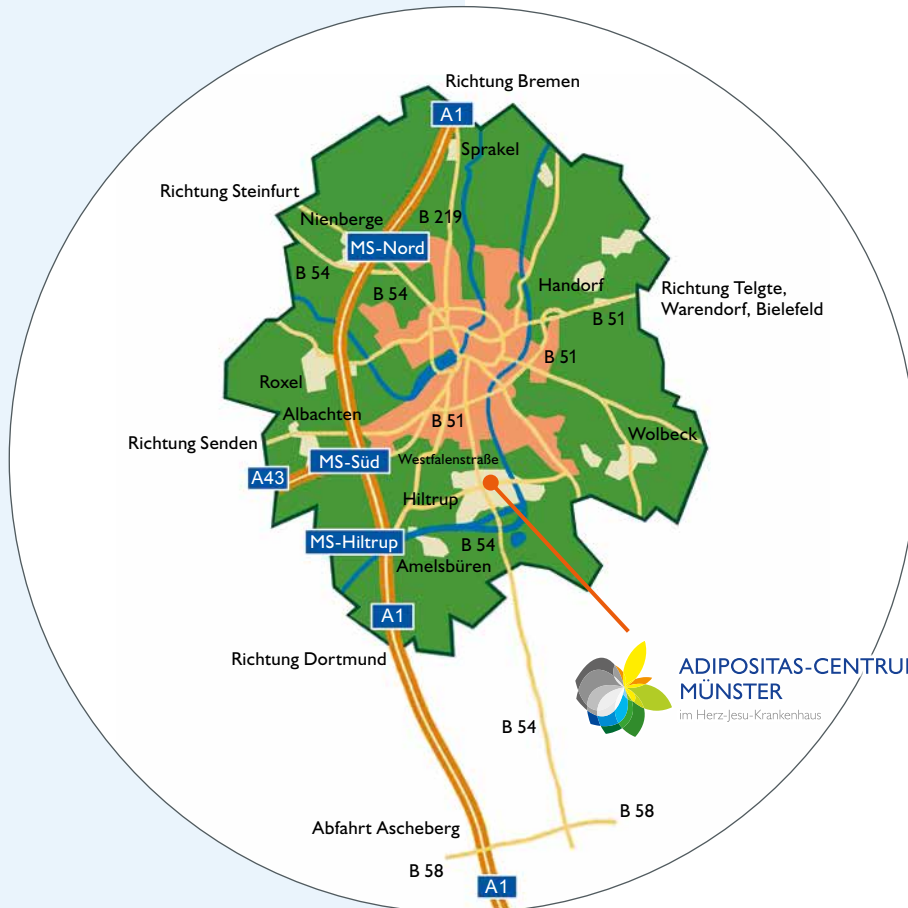 Richtung Bremen
A1
Sprakel
Richtung Steinfurt
Nienberge
B 219
MS-Nord
B 54
B 54
Handorf
Richtung Telgte,
Warendorf, Bielefeld
B 51
B 51
Roxel
Albachten
B 51
Wolbeck
Richtung Senden
MS-Süd
Westfalenstraße
A43
Hiltrup
MS-Hiltrup
B 54
Amelsbüren
A1
Richtung Dortmund
ADIPOSITAS-CENTRUM
MÜNSTER
im Herz-Jesu-Krankenhaus
B 54
B 58
Abfahrt Ascheberg
B 58
A1